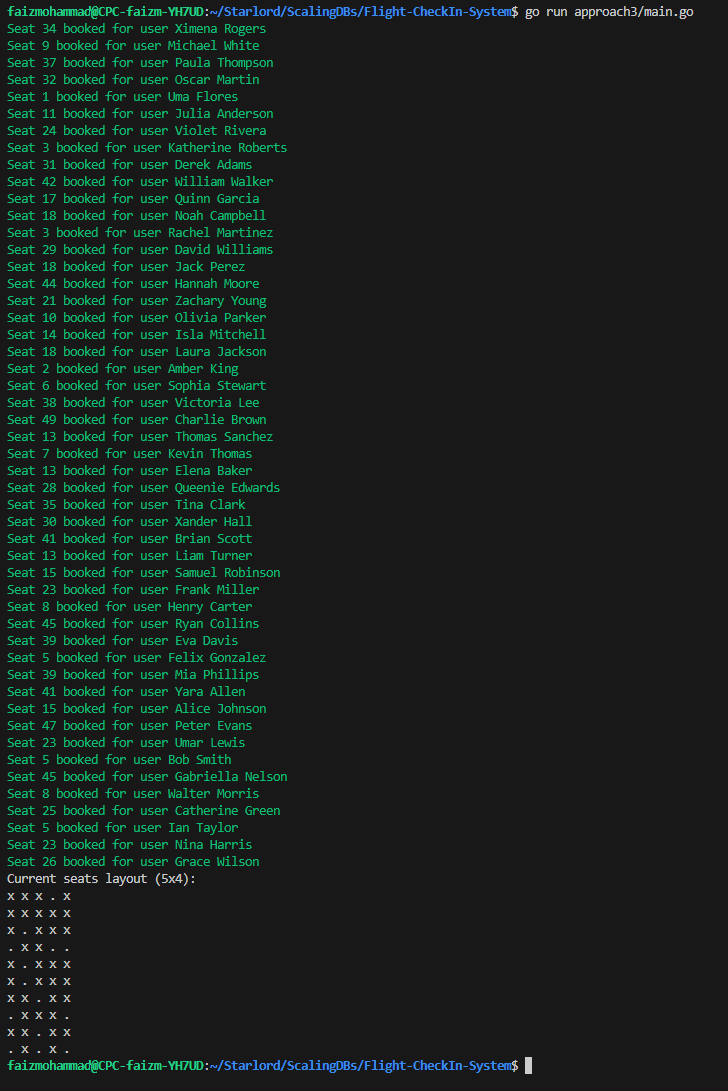 faizmohammad@CPC-faizm-YH7UD:~/Starlord/ScalingDBs/Flight-CheckIn-System$ go run approach3/main.go
Seat 34 booked for user Ximena Rogers
Seat 9 booked for user Michael White
Seat 37 booked for user Paula Thompson
Seat 32 booked for user Oscar Martin
Seat 1 booked for user Uma Flores
Seat 11 booked for user Julia Anderson
Seat 24 booked for user Violet Rivera
Seat 3 booked for user Katherine Roberts
Seat 31 booked for user Derek Adams
Seat 42 booked for user William Walker
Seat 17 booked for user Quinn Garcia
Seat 18 booked for user Noah Campbell
Seat 3 booked for user Rachel Martinez
Seat 29 booked for user David Williams
Seat 18 booked for user Jack Perez
Seat 44 booked for user Hannah Moore
Seat 21 booked for user Zachary Young
Seat 10 booked for user Olivia Parker
Seat 14 booked for user Isla Mitchell
Seat 18 booked for user Laura Jackson
Seat 2 booked for user Amber King
Seat 6 booked for user Sophia Stewart
Seat 38 booked for user Victoria Lee
Seat 49 booked for user Charlie Brown
Seat 13 booked for user Thomas Sanchez
Seat 7 booked for user Kevin Thomas
Seat 13 booked for user Elena Baker
Seat 28 booked for user Queenie Edwards
Seat 35 booked for user Tina Clark
Seat 30 booked for user Xander Hall
Seat 41 booked for user Brian Scott
Seat 13 booked for user Liam Turner
Seat 15 booked for user Samuel Robinson
Seat 23 booked for user Frank Miller
Seat 8 booked for user Henry Carter
Seat 45 booked for user Ryan Collins
Seat 39 booked for user Eva Davis
Seat 5 booked for user Felix Gonzalez
Seat 39 booked for user Mia Phillips
Seat 41 booked for user Yara Allen
Seat 15 booked for user Alice Johnson
Seat 47 booked for user Peter Evans
Seat 23 booked for user Umar Lewis
Seat 5 booked for user Bob Smith
Seat 45 booked for user Gabriella Nelson
Seat 8 booked for user Walter Morris
Seat 25 booked for user Catherine Green
Seat 5 booked for user Ian Taylor
Seat 23 booked for user Nina Harris
Seat 26 booked for user Grace Wilson
Current seats layout (5x4):
x x x . x
x x x x x
x . x x x
. x x . .
x . x x x
x . x x x
x x . x x
. x x x .
x x . x x
. x . x .
faizmohammad@CPC-faizm-YH7UD:~/Starlord/ScalingDBs/Flight-CheckIn-System$